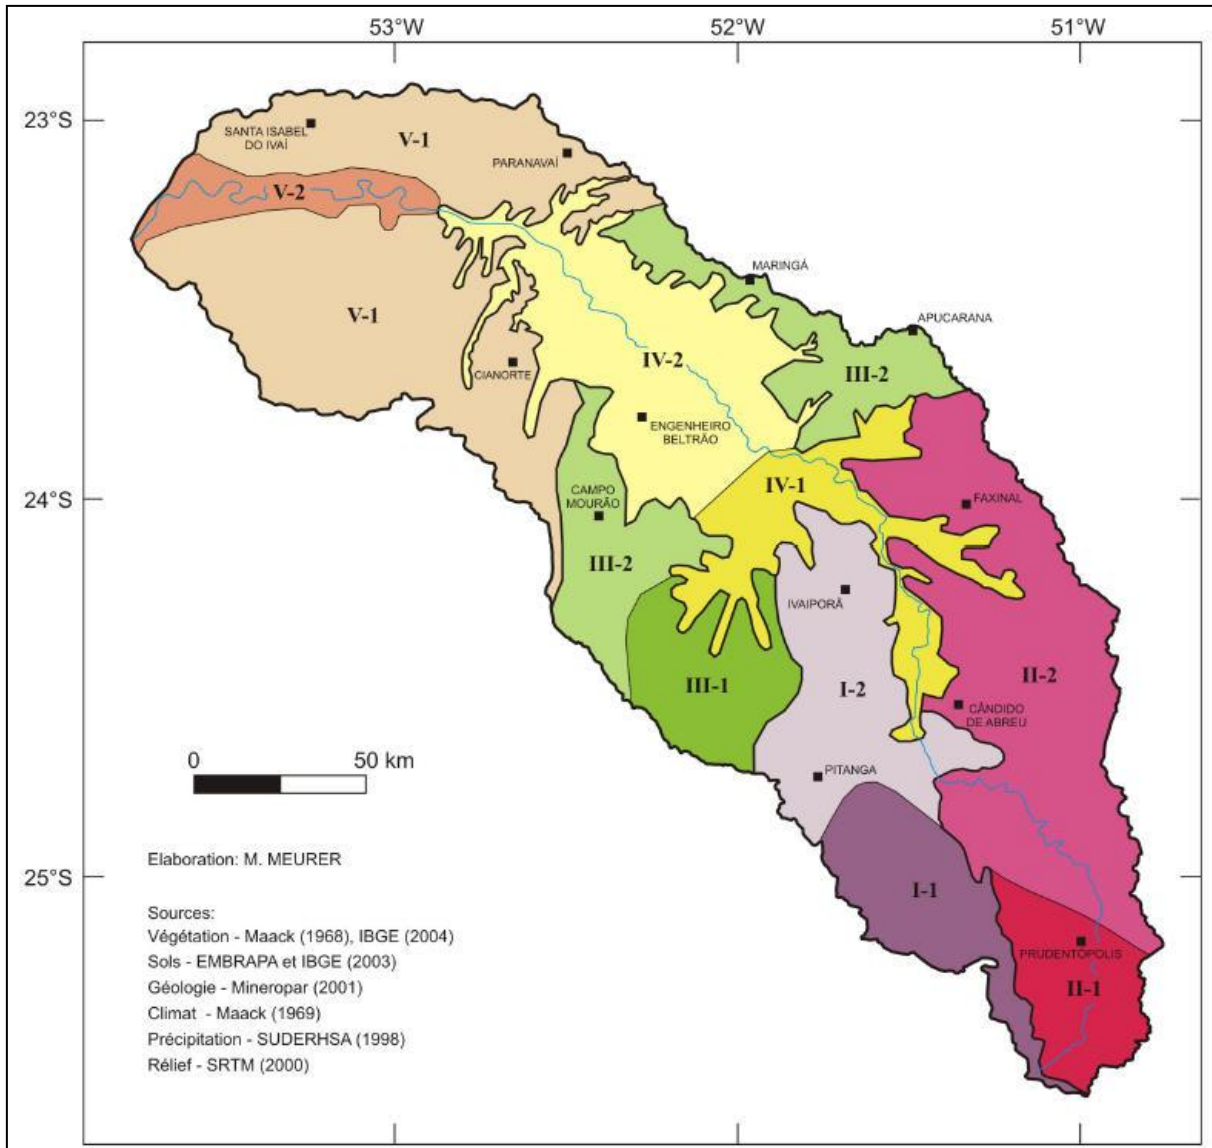 53°W
52°W
51°W
23°S
SANTA ISABEL
DO IVAÍ
V-1
PARANAVAÍ
V-2
MARINGÁ
V-1
APUCARANA
IV-2
CIANORTE
III-2
ENGENHEIRO
BELTRÃO
24°S
CAMPO
MOURÃO
IV-1
FAXINAL
III-2
IVAIPORÃ
III-1
I-2
II-2
CÂNDIDO
DE ABREU
0
50 km
PITANGA
Elaboration: M. MEURER
25°S
I-1
Sources:
Végétation - Maack (1968), IBGE (2004)
Sols - EMBRAPA et IBGE (2003)
PRUDENTÓPOLIS
Géologie - Mineropar (2001)
II-1
Climat - Maack (1969)
Précipitation - SUDERHSA (1998)
Rélief - SRTM (2000)